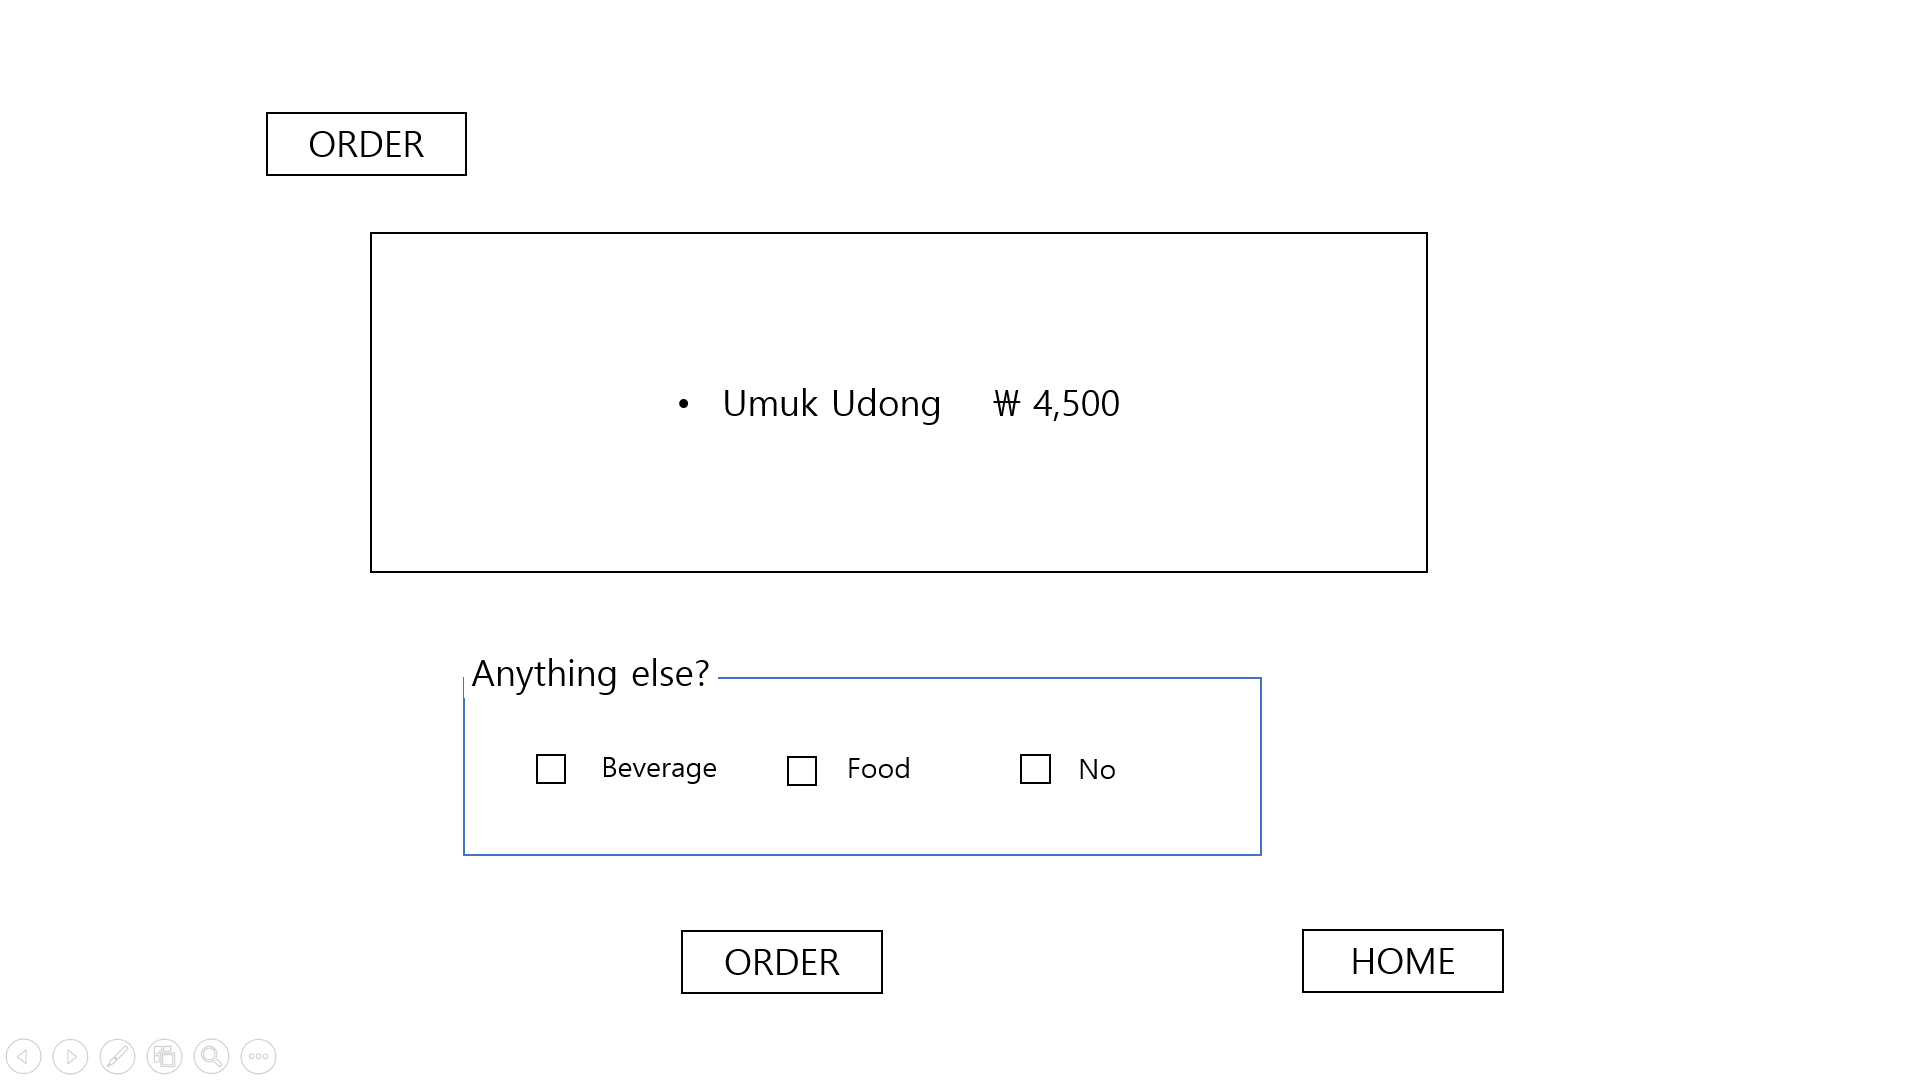 ORDER
• Umuk Udong ₩ 4,500
Anything else?
Beverage Food No
ORDER HOME